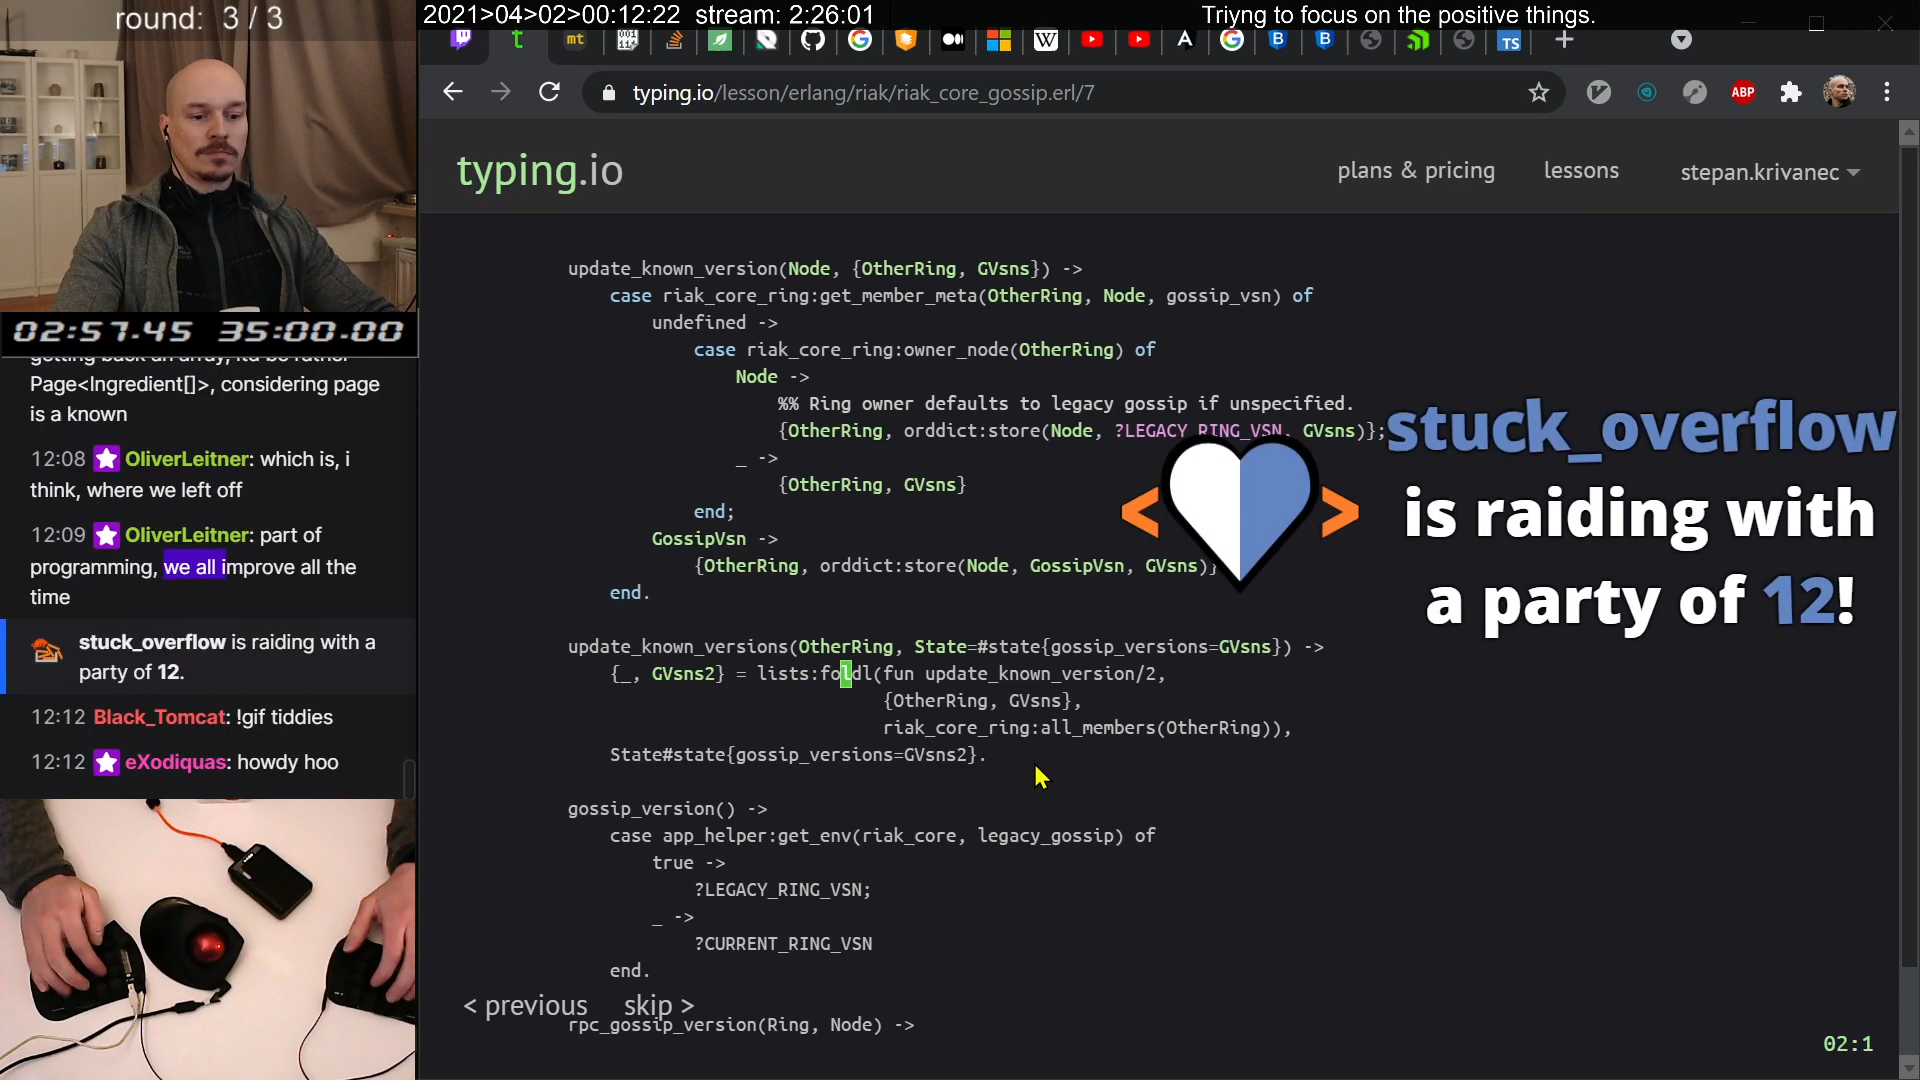 round: 3 / 3
2021>04>02>00:12:22 stream: 2:26:01
Triyng to focus on the positive things.
typing.io/lesson/erlang/riak/riak_core_gossip.erl/7
ABP
typing.io
plans & pricing
lessons
stepan.krivanec
02:57.45 35:00.00
getting back an array, itd be rather
Page<Ingredient[]>, considering page
is a known
12:08 OliverLeitner: which is, i
think, where we left off
12:09 OliverLeitner: part of
programming, we all improve all the
time
stuck_overflow is raiding with a
party of 12.
12:12 Black_Tomcat: !gif tiddies
12:12 eXodiquas: howdy hoo
update_known_version(Node, {OtherRing, GVsns}) ->
case riak_core_ring:get_member_meta(OtherRing, Node, gossip_vsn) of
undefined ->
case riak_core_ring:owner_node(OtherRing) of
Node ->
%% Ring owner defaults to legacy gossip if unspecified.
{OtherRing, orddict:store(Node, ?LEGACY_RING_VSN, GVsns)};
_ ->
{OtherRing, GVsns}
end;
GossipVsn ->
{OtherRing, orddict:store(Node, GossipVsn, GVsns)}
end.
update_known_versions(OtherRing, State=#state{gossip_versions=GVsns}) ->
{_, GVsns2} = lists:foldl(fun update_known_version/2,
{OtherRing, GVsns},
riak_core_ring:all_members(OtherRing)),
State#state{gossip_versions=GVsns2}.
gossip_version() ->
case app_helper:get_env(riak_core, legacy_gossip) of
true ->
?LEGACY_RING_VSN;
_ ->
?CURRENT_RING_VSN
end.
< previous skip >
rpc_gossip_version(Ring, Node) ->
stuck_overflow
is raiding with
a party of 12!
02:1